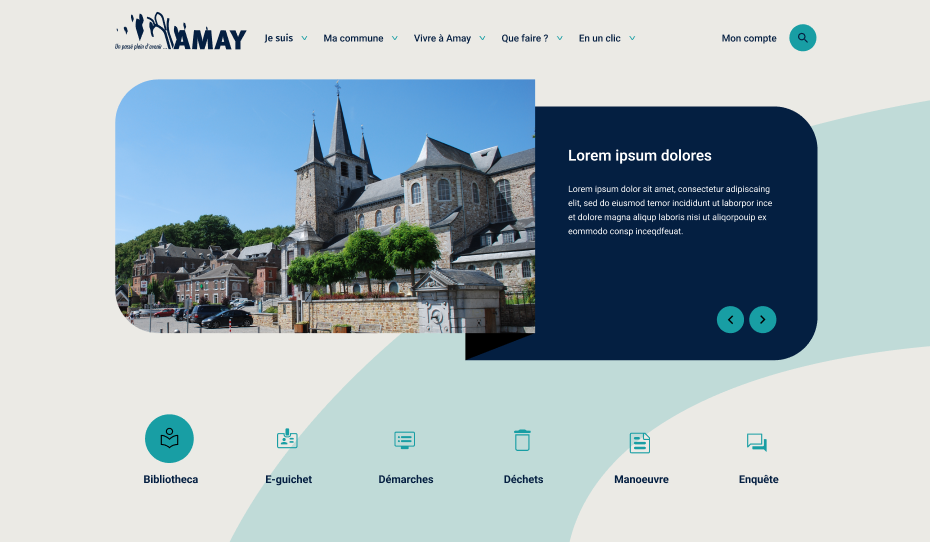 Un passé plein d'avenir ...
AMAY
Je suis
Ma commune
Vivre à Amay
Que faire ?
En un clic
Mon compte
Lorem ipsum dolores
Lorem ipsum dolor sit amet, consectetur adipiscing
elit, sed do eiusmod temor incididunt ut laborpor ince
et dolore magna aliqup laboris nisi ut aliqorpouip ex
eommodo consp inceqdfeuat.
Bibliotheca
E-guichet
Démarches
Déchets
Manoeuvre
Enquête